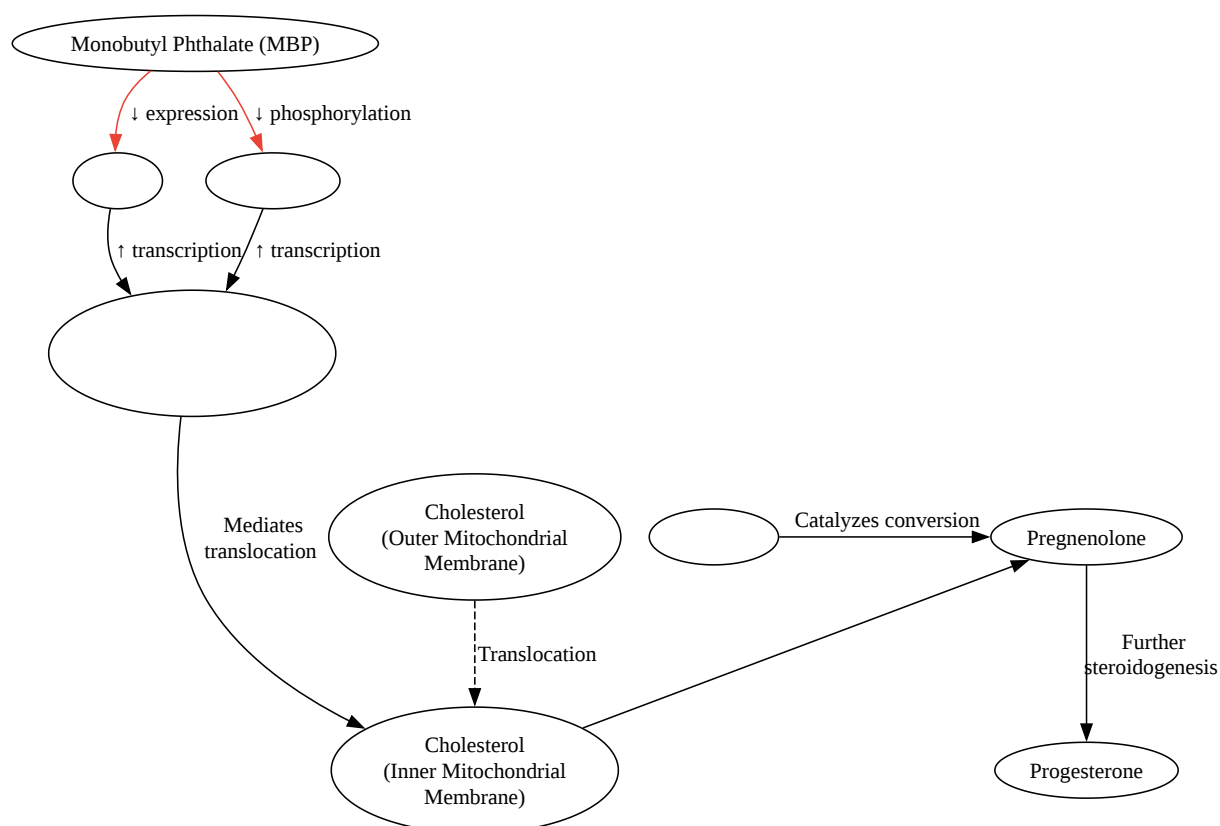 Monobutyl Phthalate (MBP)
↓ expression
↓ phosphorylation
↑ transcription
↑ transcription
Mediates
translocation
Cholesterol
(Outer Mitochondrial
Membrane)
Catalyzes conversion
Pregnenolone
Translocation
Further
steroidogenesis
Cholesterol
(Inner Mitochondrial
Membrane)
Progesterone